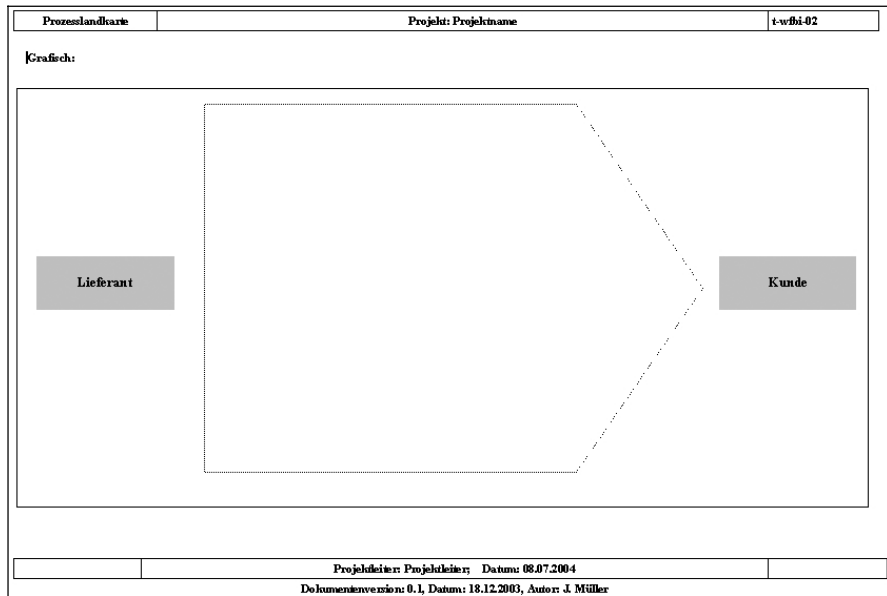 Prozesslandkarte Projekt: Projektname t-wfbi-02
Grafisch:
Lieferant Kunde
Projektleiter: Projektleiter; Datum: 08.07.2004
Dokumentenversion: 0.1, Datum: 18.12.2003, Autor: J. Müller